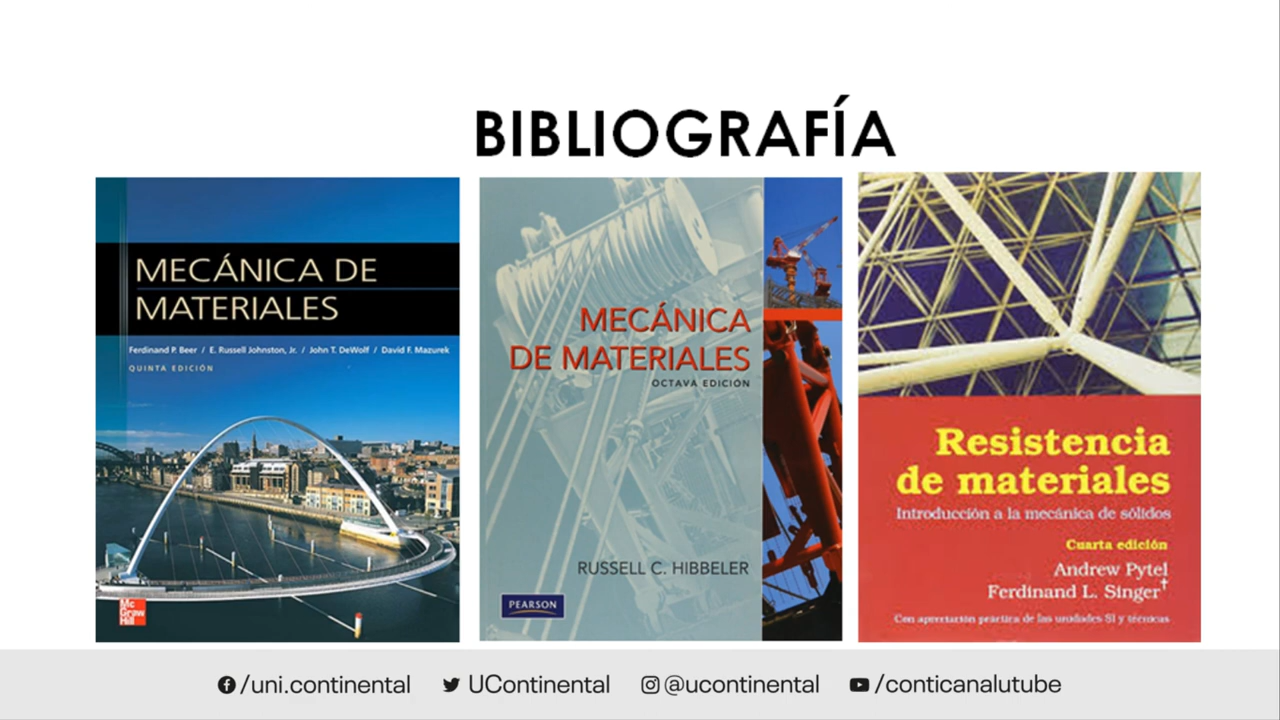 BIBLIOGRAFÍA
MECÁNICA DE
MATERIALES
Ferdinand P. Beer / E. Russell Johnston, Jr. / John T. DeWolf / David F. Mazurek
QUINTA EDICIÓN
Mc
Graw
Hill
MECÁNICA
DE MATERIALES
OCTAVA EDICIÓN
RUSSELL C. HIBBELER
PEARSON
Resistencia
de materiales
Introducción a la mecánica de sólidos
Cuarta edición
Andrew Pytel
Ferdinand L. Singer†
Con apreciación práctica de las unidades SI y técnicas
/uni.continental UContinental @ucontinental /conticanalutube